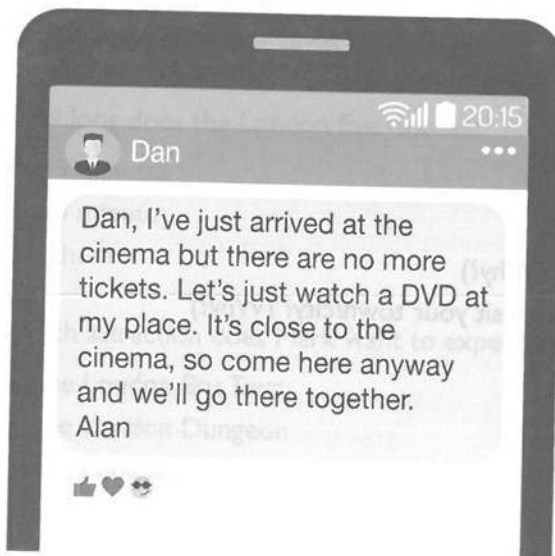 20:15
Dan
Dan, I've just arrived at the
cinema but there are no more
tickets. Let's just watch a DVD at
my place. It's close to the
cinema, so come here anyway
and we'll go there together.
Alan